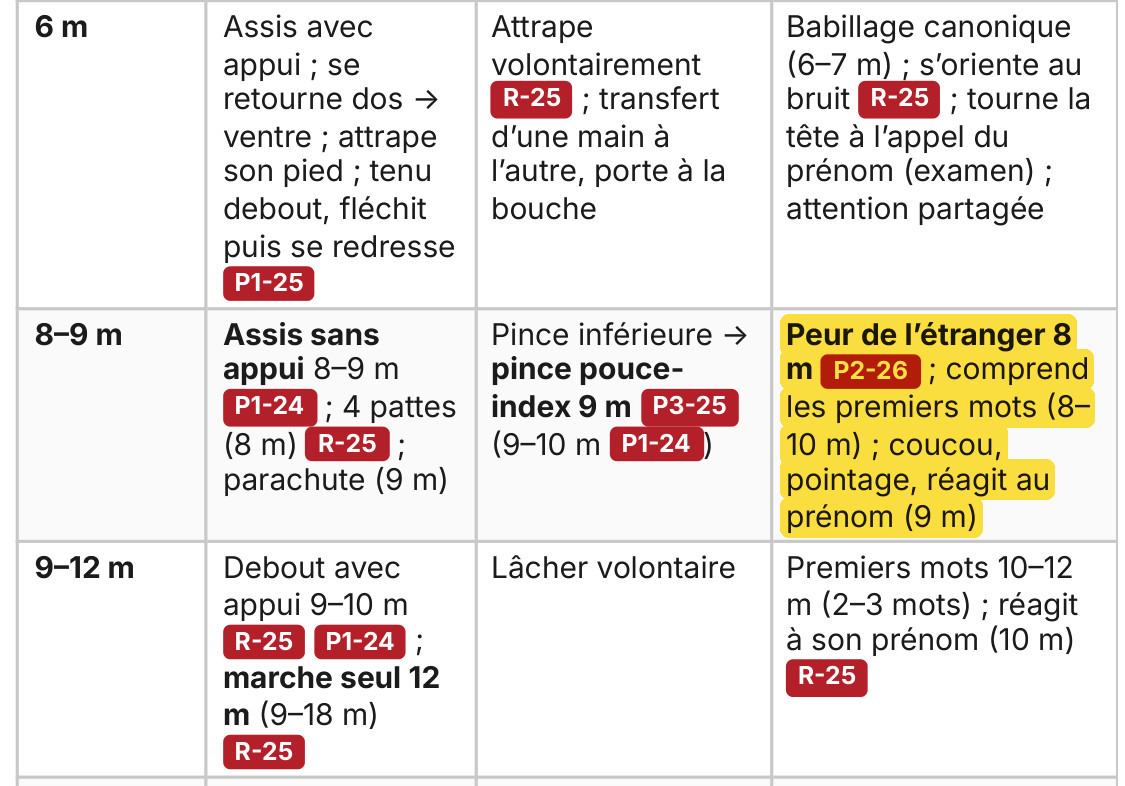 6 m
Assis avec
appui ; se
retourne dos →
ventre ; attrape
son pied ; tenu
debout, fléchit
puis se redresse
P1-25
Attrape
volontairement
R-25 ; transfert
d’une main à
l’autre, porte à la
bouche
Babillage canonique
(6–7 m) ; s’oriente au
bruit R-25 ; tourne la
tête à l’appel du
prénom (examen) ;
attention partagée
8–9 m
Assis sans
appui 8–9 m
P1-24 ; 4 pattes
(8 m) R-25 ;
parachute (9 m)
Pince inférieure →
pince pouce-
index 9 m P3-25
(9–10 m P1-24)
Peur de l’étranger 8
m P2-26 ; comprend
les premiers mots (8–
10 m) ; coucou,
pointage, réagit au
prénom (9 m)
9–12 m
Debout avec
appui 9–10 m
R-25 P1-24 ;
marche seul 12
m (9–18 m)
R-25
Lâcher volontaire
Premiers mots 10–12
m (2–3 mots) ; réagit
à son prénom (10 m)
R-25